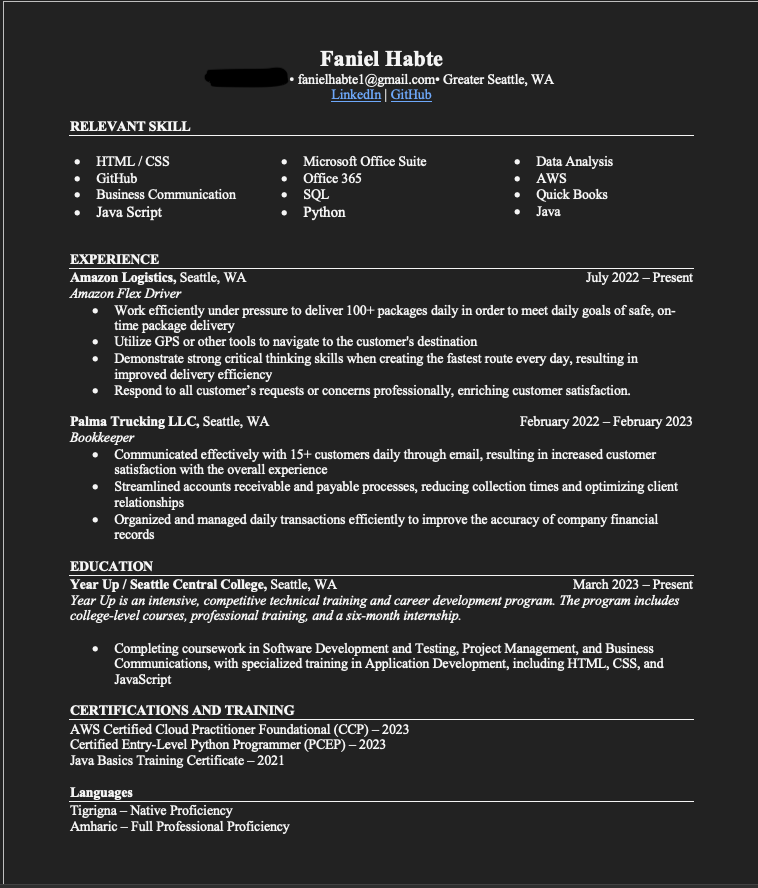 Faniel Habte
• fanielhabte1@gmail.com• Greater Seattle, WA
LinkedIn | GitHub
RELEVANT SKILL
• HTML / CSS
• GitHub
• Business Communication
• Java Script
• Microsoft Office Suite
• Office 365
• SQL
• Python
• Data Analysis
• AWS
• Quick Books
• Java
EXPERIENCE
Amazon Logistics, Seattle, WA July 2022 – Present
Amazon Flex Driver
• Work efficiently under pressure to deliver 100+ packages daily in order to meet daily goals of safe, on-
time package delivery
• Utilize GPS or other tools to navigate to the customer's destination
• Demonstrate strong critical thinking skills when creating the fastest route every day, resulting in
improved delivery efficiency
• Respond to all customer’s requests or concerns professionally, enriching customer satisfaction.
Palma Trucking LLC, Seattle, WA February 2022 – February 2023
Bookkeeper
• Communicated effectively with 15+ customers daily through email, resulting in increased customer
satisfaction with the overall experience
• Streamlined accounts receivable and payable processes, reducing collection times and optimizing client
relationships
• Organized and managed daily transactions efficiently to improve the accuracy of company financial
records
EDUCATION
Year Up / Seattle Central College, Seattle, WA March 2023 – Present
Year Up is an intensive, competitive technical training and career development program. The program includes
college-level courses, professional training, and a six-month internship.
• Completing coursework in Software Development and Testing, Project Management, and Business
Communications, with specialized training in Application Development, including HTML, CSS, and
JavaScript
CERTIFICATIONS AND TRAINING
AWS Certified Cloud Practitioner Foundational (CCP) – 2023
Certified Entry-Level Python Programmer (PCEP) – 2023
Java Basics Training Certificate – 2021
Languages
Tigrigna – Native Proficiency
Amharic – Full Professional Proficiency